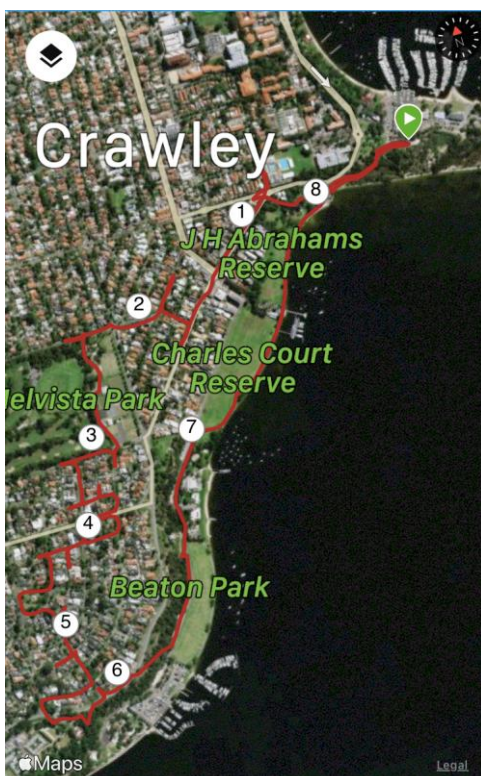 N
Crawley
8
1
J H Abrahams
Reserve
2
Charles Court
Reserve
elvista Park
7
3
4
Beaton Park
5
6
Maps
Legal